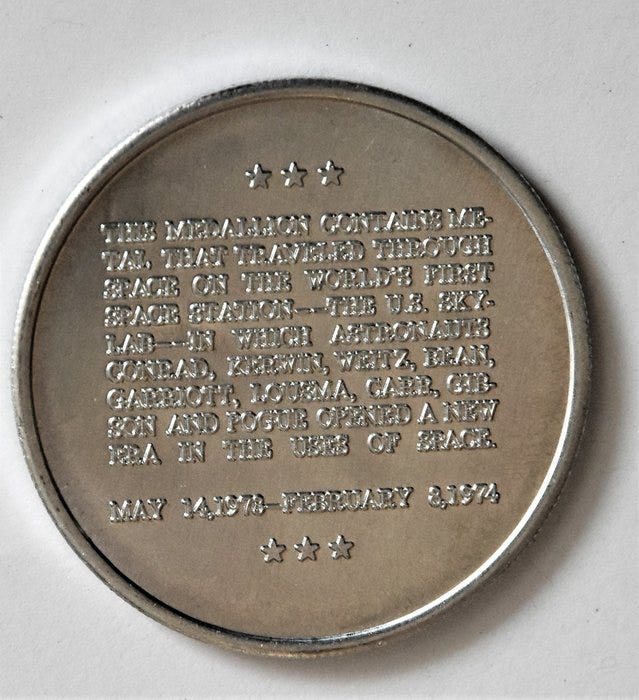 THIS MEDALLION CONTAINS ME-
TAL THAT TRAVELED THROUGH
SPACE ON THE WORLD'S FIRST
SPACE STATION—THE U.S. SKY-
LAB—IN WHICH ASTRONAUTS
CONRAD, KERWIN, WEITZ, BEAN,
GARRIOTT, LOUSMA, CARR, GIB-
SON AND POGUE OPENED A NEW
ERA IN THE USES OF SPACE.
MAY 14,1973–FEBRUARY 8,1974